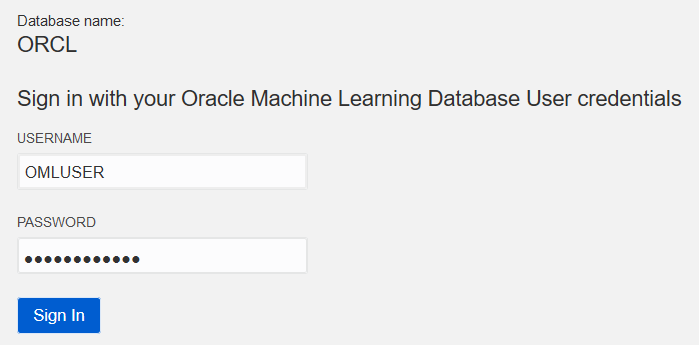 Database name:
ORCL
Sign in with your Oracle Machine Learning Database User credentials
USERNAME
OMLUSER
PASSWORD
●●●●●●●●●●●●
Sign In